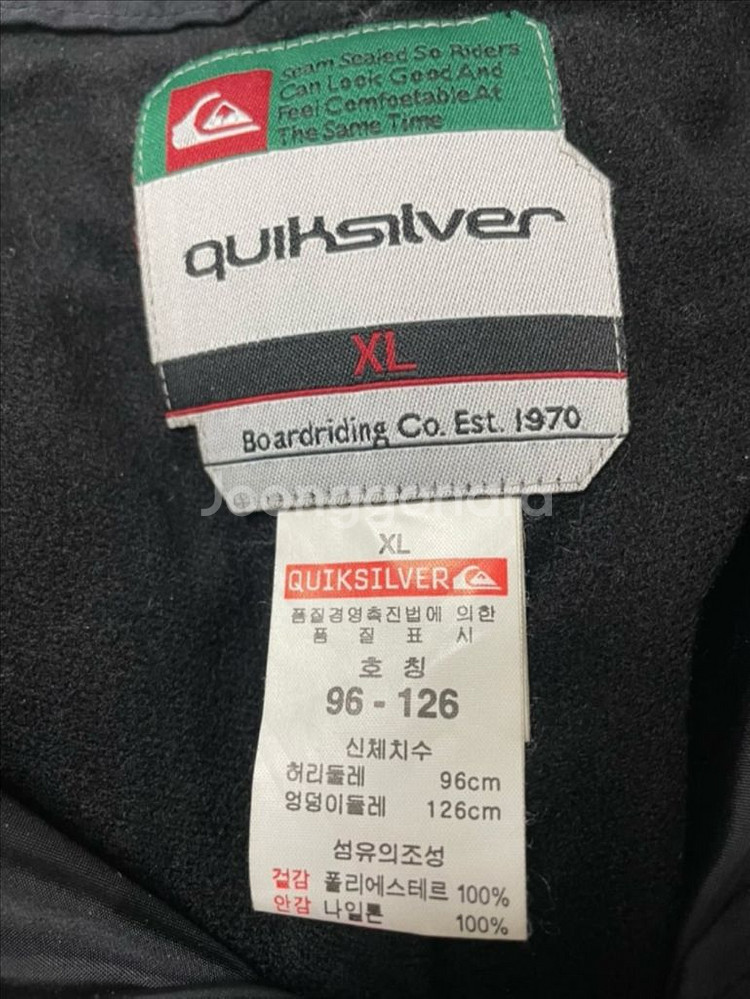 Seam Sealed So Riders
Can Look Good And
Feel Comfoetable At
The Same Time
quiksilver
XL
Boardriding Co. Est. 1970
Joonggonara
XL
QUIKSILVER
품질경영촉진법에 의한
품 질 표 시
호 칭
96 - 126
신체치수
허리둘레 96cm
엉덩이둘레 126cm
섬유의조성
겉감 폴리에스테르 100%
안감 나일론 100%